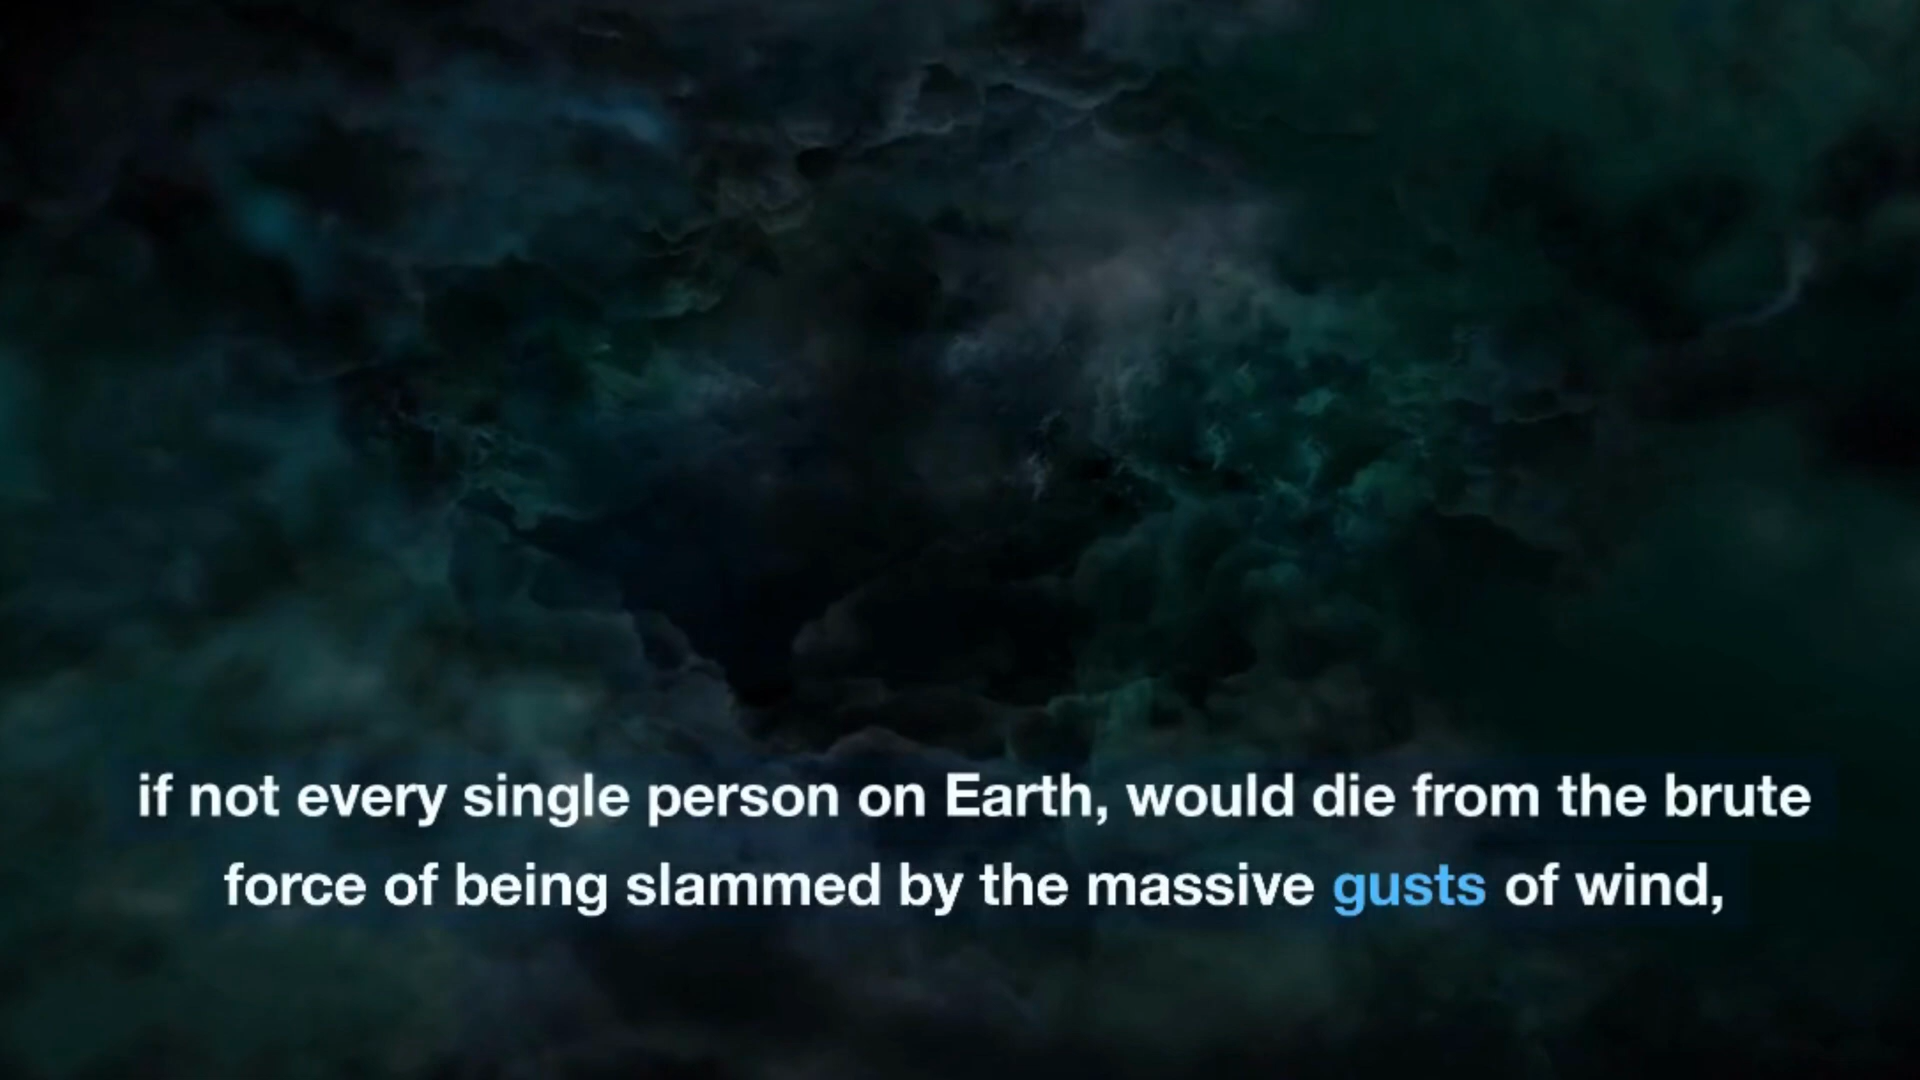 if not every single person on Earth, would die from the brute
force of being slammed by the massive gusts of wind,